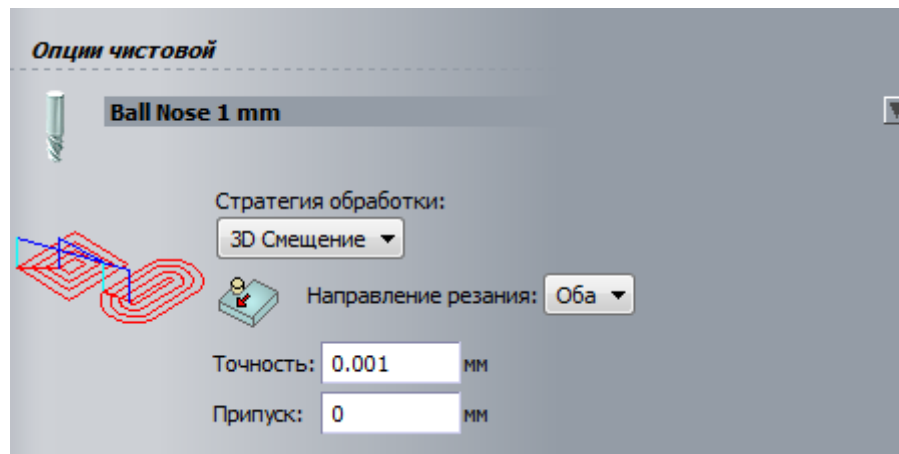 Опции чистовой
Ball Nose 1 mm
Стратегия обработки:
3D Смещение
Направление резания: Оба
Точность: 0.001 мм
Припуск: 0 мм